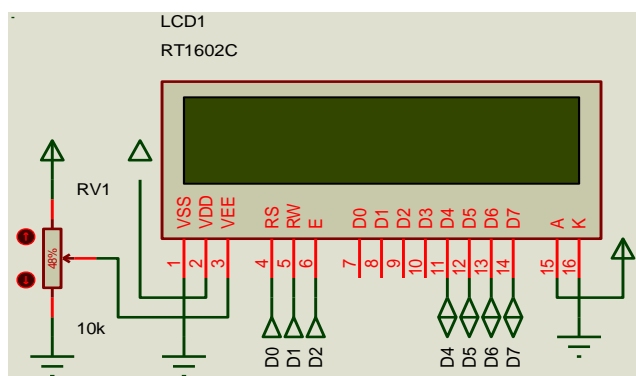 LCD1
RT1602C
RV1
48%
10k
VSS VDD VEE RS RW E D0 D1 D2 D3 D4 D5 D6 D7 A K
1 2 3 4 5 6 7 8 9 10 11 12 13 14 15 16
D0 D1 D2 D4 D5 D6 D7